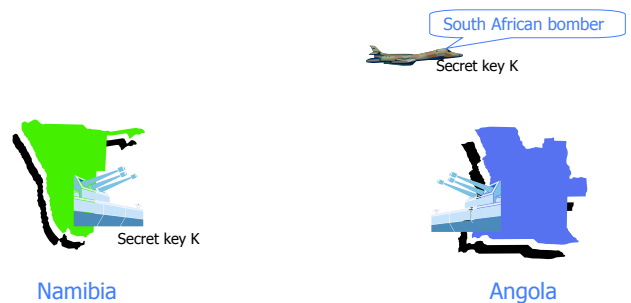 South African bomber
Secret key K
Secret key K
Namibia
Angola